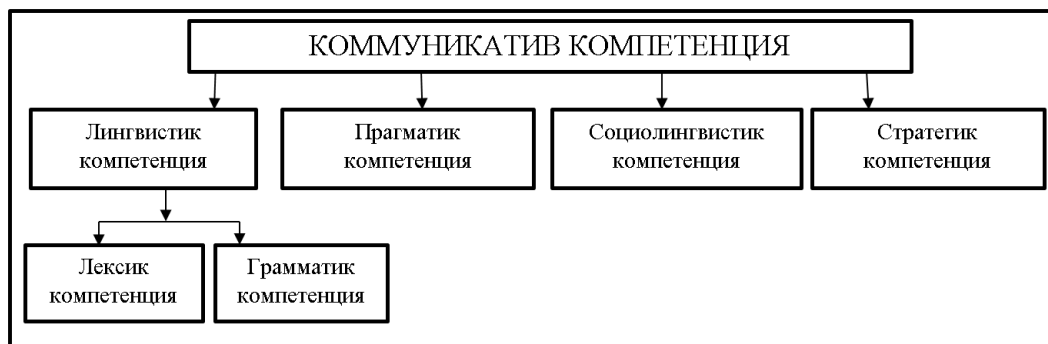 КОММУНИКАТИВ КОМПЕТЕНЦИЯ
Лингвистик
компетенция
Прагматик
компетенция
Социолингвистик
компетенция
Стратегик
компетенция
Лексик
компетенция
Грамматик
компетенция